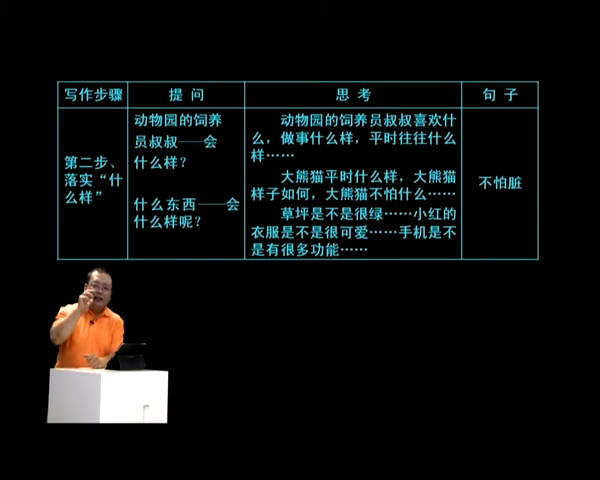 写作步骤 提 问 思 考 句 子
第二步、
落实“什
么样”
动物园的饲养
员叔叔——会
什么样？
什么东西——会
什么样呢？
动物园的饲养员叔叔喜欢什
么，做事什么样，平时往往什么
样……
大熊猫平时什么样，大熊猫
样子如何，大熊猫不怕什么……
草坪是不是很绿……小红的
衣服是不是很可爱……手机是不
是有很多功能……
不怕脏